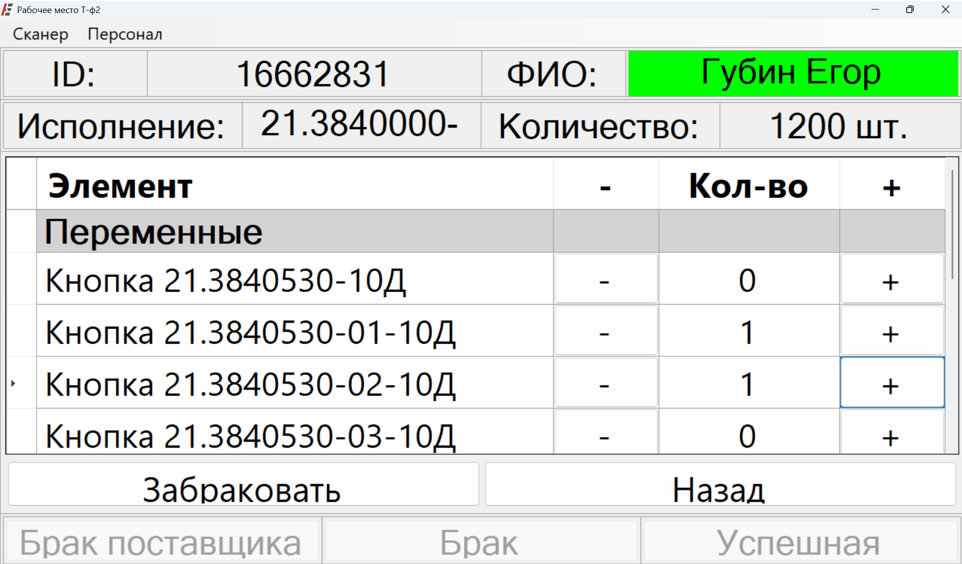 Рабочее место Т-ф2
Сканер Персонал
ID: 16662831 ФИО: Губин Егор
Исполнение: 21.3840000- Количество: 1200 шт.
Элемент - Кол-во +
Переменные
Кнопка 21.3840530-10Д - 0 +
Кнопка 21.3840530-01-10Д - 1 +
Кнопка 21.3840530-02-10Д - 1 +
Кнопка 21.3840530-03-10Д - 0 +
Забраковать Назад
Брак поставщика Брак Успешная